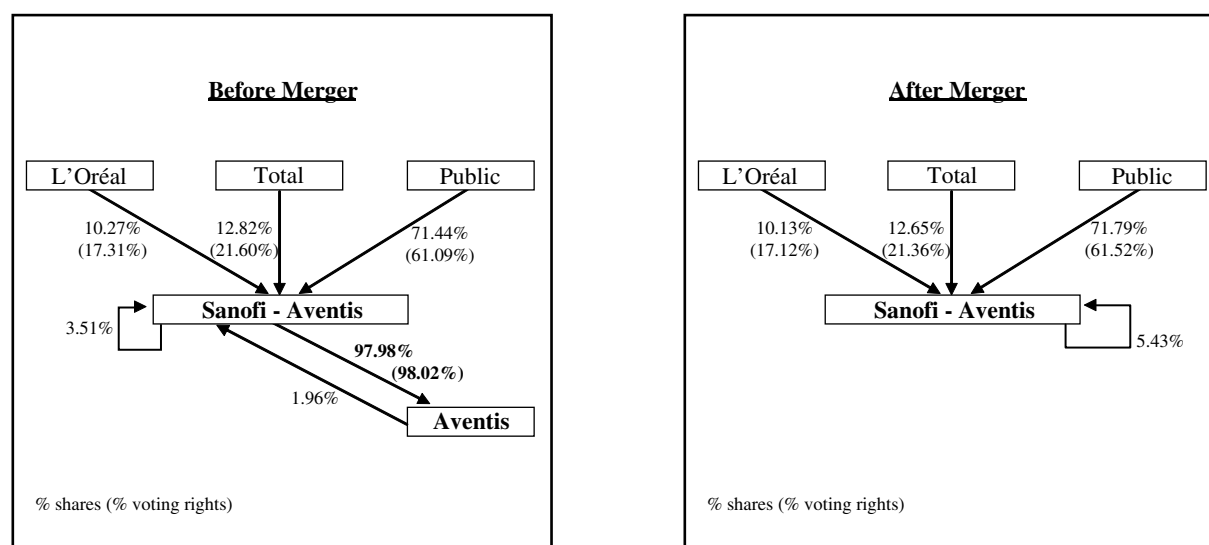 Before Merger
L'Oréal
Total
Public
10.27%
(17.31%)
12.82%
(21.60%)
71.44%
(61.09%)
Sanofi - Aventis
3.51%
97.98%
(98.02%)
1.96%
Aventis
% shares (% voting rights)
After Merger
L'Oréal
Total
Public
10.13%
(17.12%)
12.65%
(21.36%)
71.79%
(61.52%)
Sanofi - Aventis
5.43%
% shares (% voting rights)